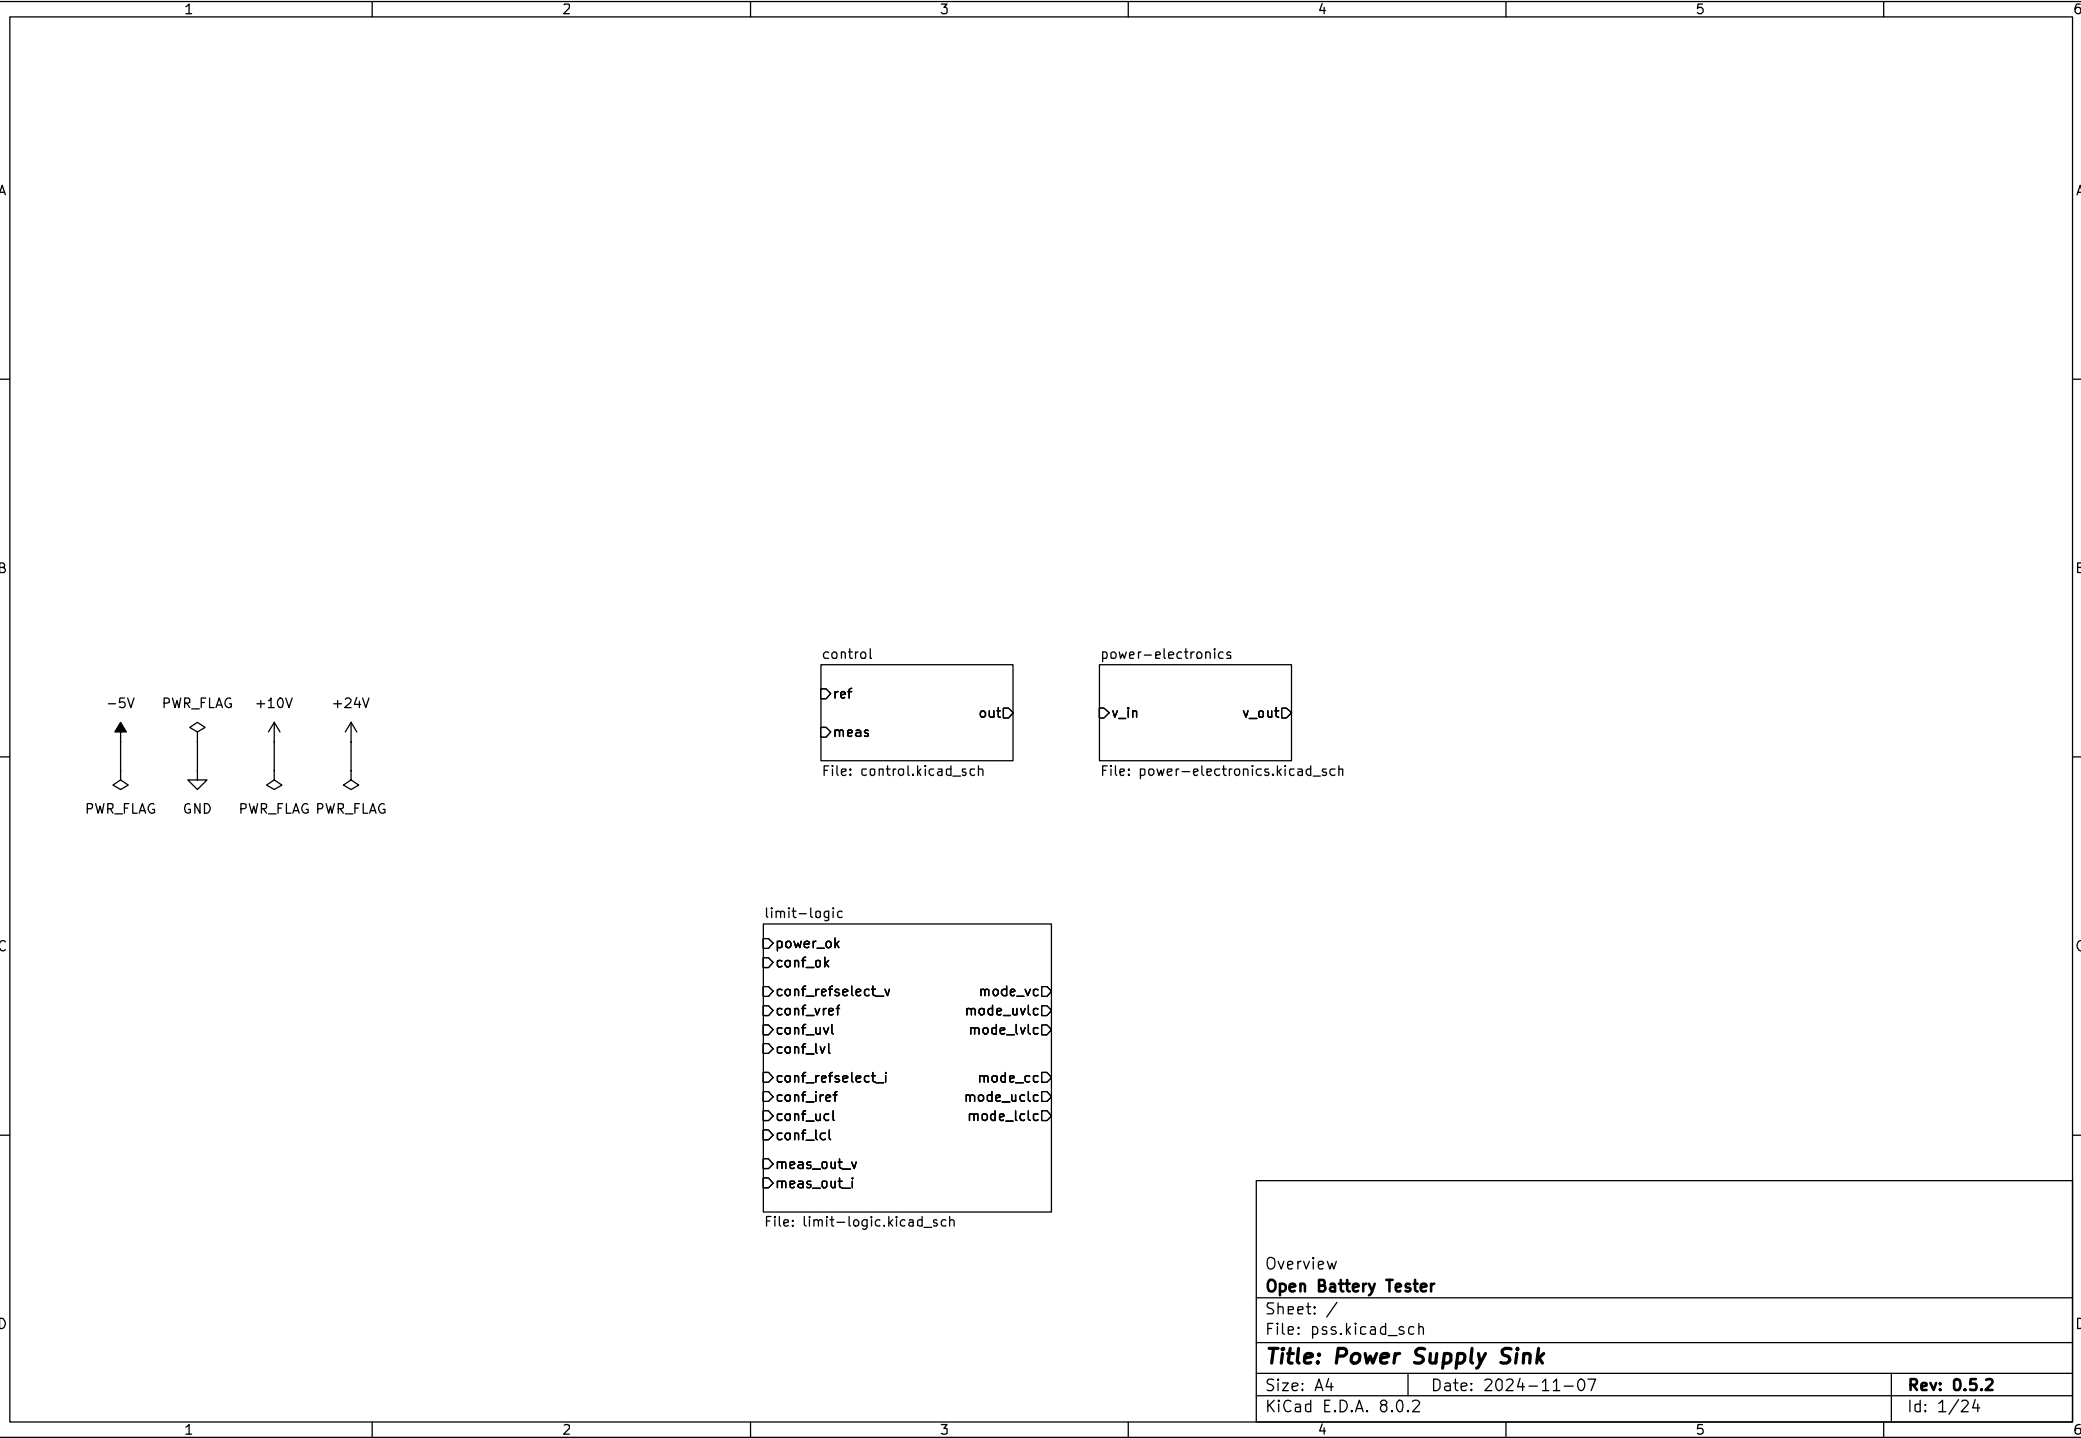 1 2 3 4 5 6
A A
B B
control power-electronics
ref
out v_in v_out
meas
File: control.kicad_sch File: power-electronics.kicad_sch
-5V PWR_FLAG +10V +24V
PWR_FLAG GND PWR_FLAG PWR_FLAG
limit-logic
power_ok
conf_ok
conf_refselect_v mode_vc
conf_vref mode_uvlc
conf_uvl mode_lvlc
conf_lvl
conf_refselect_i mode_cc
conf_iref mode_uclc
conf_ucl mode_lclc
conf_lcl
meas_out_v
meas_out_i
File: limit-logic.kicad_sch
C C
Overview
Open Battery Tester
Sheet: /
File: pss.kicad_sch
D D
Title: Power Supply Sink
Size: A4 Date: 2024-11-07 Rev: 0.5.2
KiCad E.D.A. 8.0.2 Id: 1/24
1 2 3 4 5 6